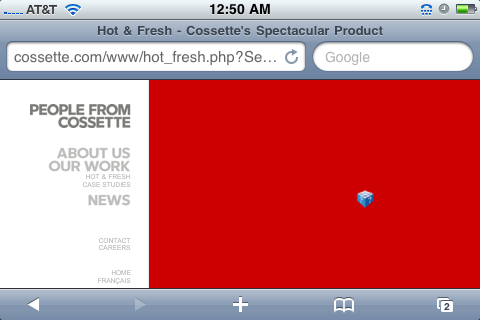 AT&T 12:50 AM
Hot & Fresh - Cossette's Spectacular Product
cossette.com/www/hot_fresh.php?Se... Google
PEOPLE FROM
COSSETTE
ABOUT US
OUR WORK
HOT & FRESH
CASE STUDIES
NEWS
CONTACT
CAREERS
HOME
FRANÇAIS
2